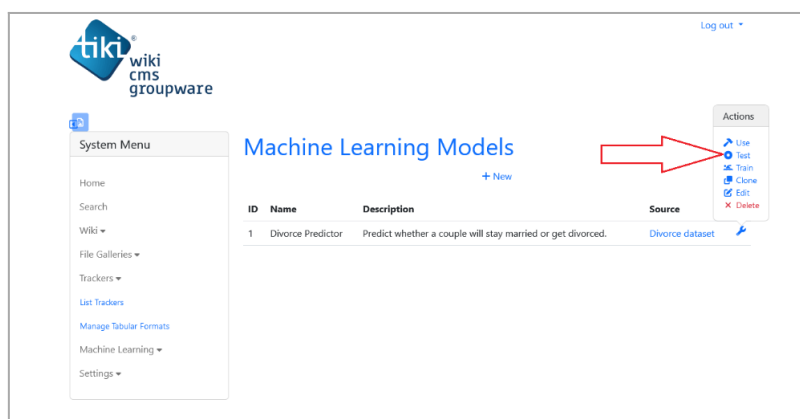 Log out
tiki
wiki
cms
groupware
Actions
Use
Test
Train
Clone
Edit
Delete
System Menu
Home
Search
Wiki
File Galleries
Trackers
List Trackers
Manage Tabular Formats
Machine Learning
Settings
Machine Learning Models
+ New
ID Name Description Source
1 Divorce Predictor Predict whether a couple will stay married or get divorced. Divorce dataset